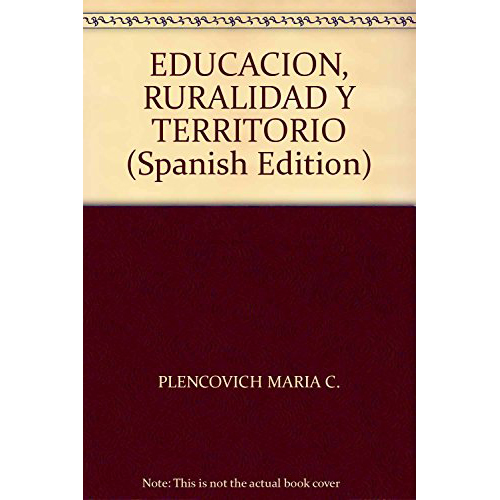 EDUCACION,
RURALIDAD Y
TERRITORIO
(Spanish Edition)
PLENCOVICH MARIA C.
Note: This is not the actual book cover